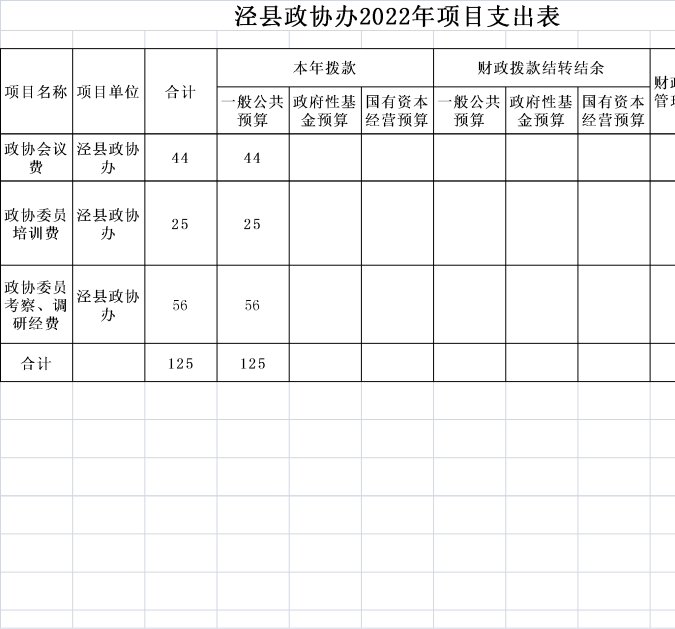 泾县政协办2022年项目支出表
项目名称 项目单位 合计 本年拨款 财政拨款结转结余
一般公共
预算
政府性基
金预算
国有资本
经营预算
一般公共
预算
政府性基
金预算
国有资本
经营预算
财
管
政协会议
费
泾县政协
办
44 44
政协委员
培训费
泾县政协
办
25 25
政协委员
考察、调
研经费
泾县政协
办
56 56
合计 125 125